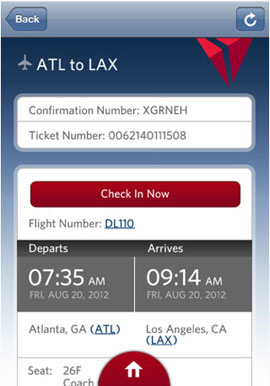 Back
ATL to LAX
Confirmation Number: XGRNEH
Ticket Number: 0062140111508
Check In Now
Flight Number: DL110
Departs Arrives
07:35 AM 09:14 AM
FRI, AUG 20, 2012 FRI, AUG 20, 2012
Atlanta, GA (ATL) Los Angeles, CA
(LAX)
Seat: 26F
Coach